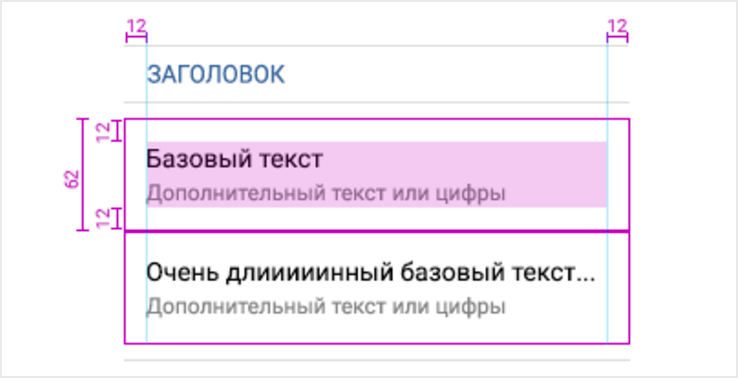 12
12
ЗАГОЛОВОК
12
Базовый текст
62
Дополнительный текст или цифры
12
Очень длииииинный базовый текст...
Дополнительный текст или цифры